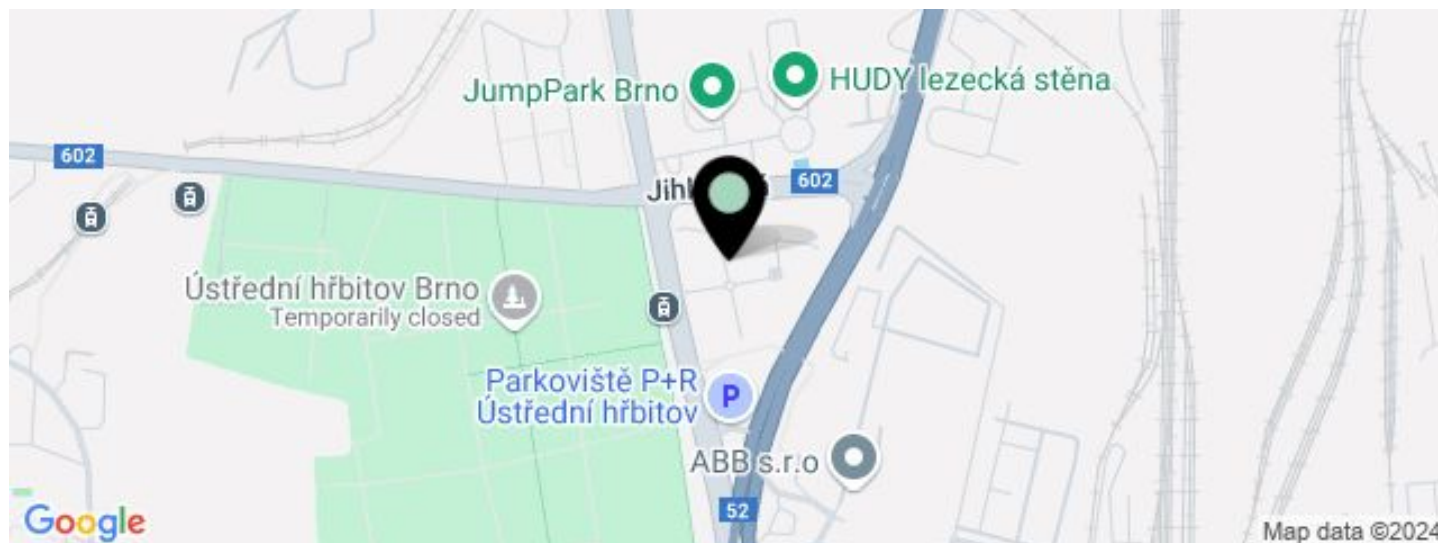 JumpPark Brno
HUDY lezecká stěna
602
602
Ústřední hřbitov Brno
Temporarily closed
Parkoviště P+R
Ústřední hřbitov
P
ABB s.r.o
52
Google
Map data ©2024